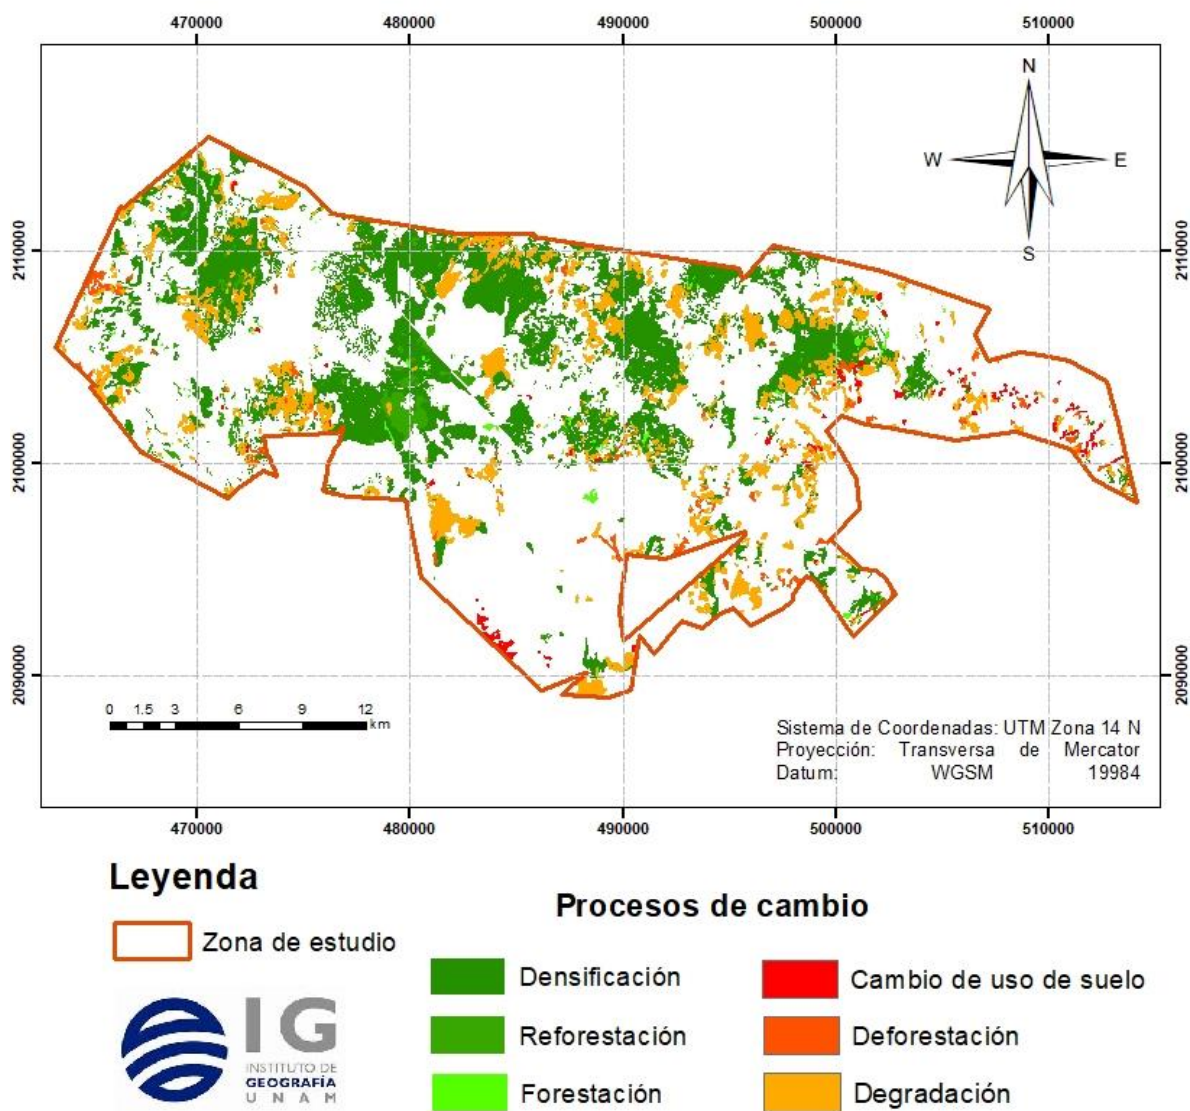 470000 480000 490000 500000 510000
N
W E
S
2110000 2110000
2100000 2100000
2090000 2090000
0 1.5 3 6 9 12
km
Sistema de Coordenadas: UTM Zona 14 N
Proyección: Transversa de Mercator
Datum: WGSM 19984
470000 480000 490000 500000 510000
Leyenda
Zona de estudio
IG
INSTITUTO DE
GEOGRAFÍA
UNAM
Procesos de cambio
Densificación
Reforestación
Forestación
Cambio de uso de suelo
Deforestación
Degradación